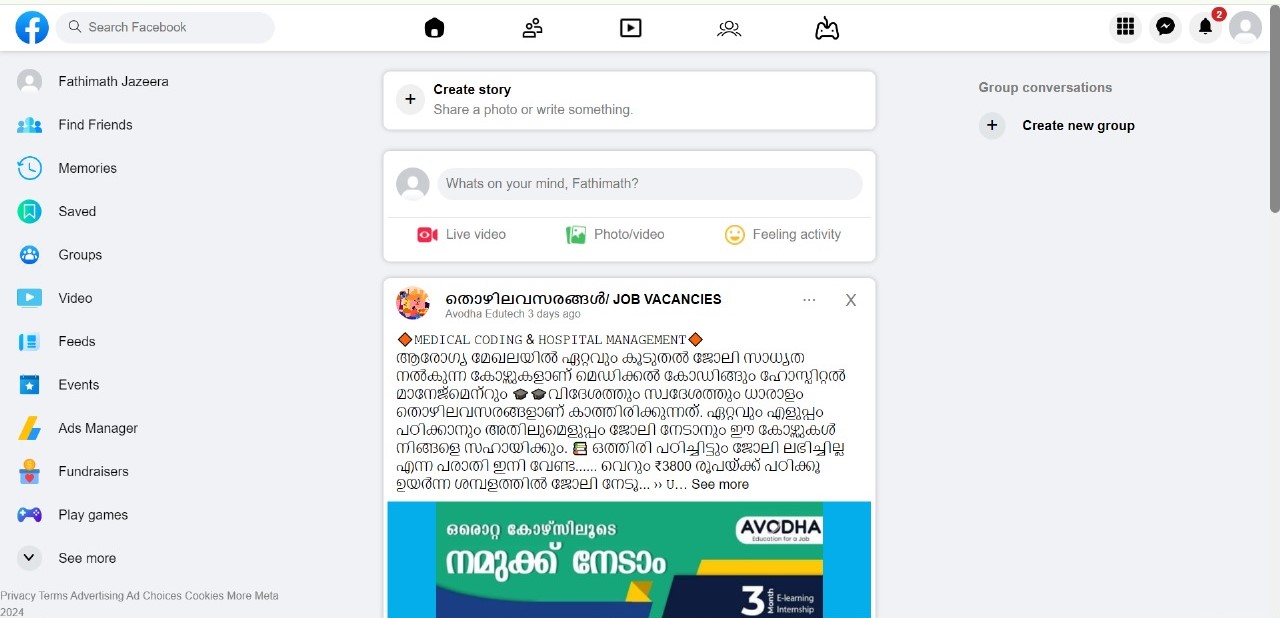 Search Facebook
2
Fathimath Jazeera
Find Friends
Memories
Saved
Groups
Video
Feeds
Events
Ads Manager
Fundraisers
Play games
See more
Privacy Terms Advertising Ad Choices Cookies More Meta
2024
Create story
Share a photo or write something.
Whats on your mind, Fathimath?
Live video
Photo/video
Feeling activity
തൊഴിലവസരങ്ങൾ/ JOB VACANCIES
Avodha Edutech 3 days ago
... X
🔶MEDICAL CODING & HOSPITAL MANAGEMENT🔶
ആരോഗ്യ മേഖലയിൽ ഏറ്റവും കൂടുതൽ ജോലി സാധ്യത
നൽകുന്ന കോഴ്സുകളാണ് മെഡിക്കൽ കോഡിങ്ങും ഹോസ്പിറ്റൽ
മാനേജ്മെന്റും 🎓🎓വിദേശത്തും സ്വദേശത്തും ധാരാളം
തൊഴിലവസരങ്ങളാണ് കാത്തിരിക്കുന്നത്. ഏറ്റവും എളുപ്പം
പഠിക്കാനും അതിലുമെളുപ്പം ജോലി നേടാനും ഈ കോഴ്സുകൾ
നിങ്ങളെ സഹായിക്കും. 📚 ഒത്തിരി പഠിച്ചിട്ടും ജോലി ലഭിച്ചില്ല
എന്ന പരാതി ഇനി വേണ്ട...... വെറും ₹3800 രൂപയ്ക്ക് പഠിക്കൂ
ഉയർന്ന ശമ്പളത്തിൽ ജോലി നേടൂ... ›› U... See more
ഒരൊറ്റ കോഴ്സിലൂടെ
നമുക്ക് നേടാം
AVODHA
Education for a Job
3 Month E-learning
Internship
Group conversations
Create new group